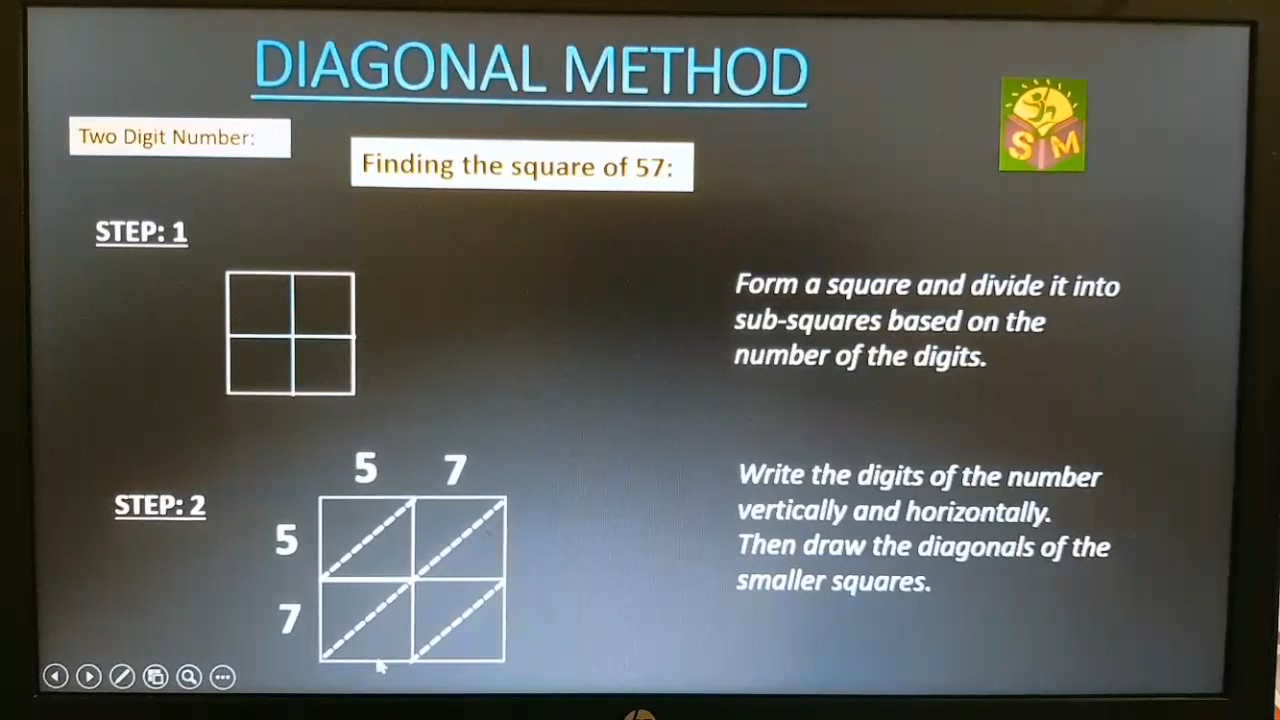 DIAGONAL METHOD
Two Digit Number:
Finding the square of 57:
S M
STEP: 1
Form a square and divide it into
sub-squares based on the
number of the digits.
STEP: 2
5 7
5
7
Write the digits of the number
vertically and horizontally.
Then draw the diagonals of the
smaller squares.